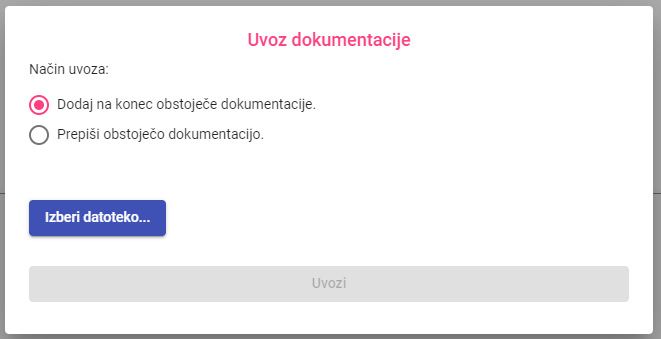 Uvoz dokumentacije
Način uvoza:
Dodaj na konec obstoječe dokumentacije.
Prepiši obstoječo dokumentacijo.
Izberi datoteko...
Uvozi